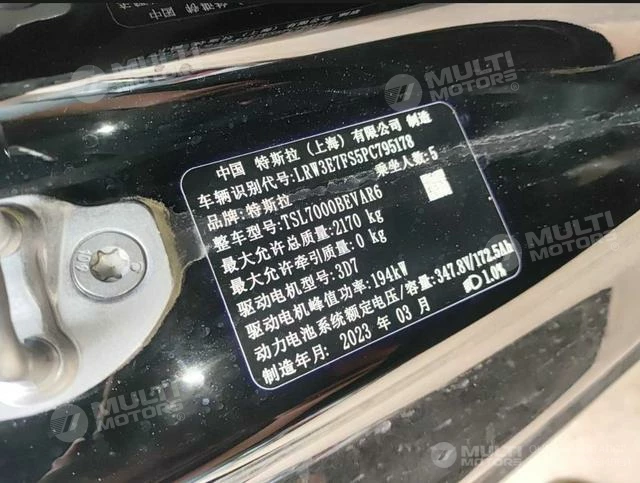 中国 特斯拉（上海）有限公司 制造
车辆识别代号:LRW3E7FS5PC795178
品牌:特斯拉 乘坐人数:5
整车型号:TSL7000BEVAR6
最大允许总质量:2170 kg
最大允许牵引质量:0 kg
驱动电机型号:3D7
驱动电机峰值功率:194kW
动力电池系统额定电压/容量:347.8V/172.5Ah
制造年月: 2023 年 03 月
1.0%
MULTI
MOTORS®
MULTI
MOTORS®
MULTI
MOTORS®
MULTI
MOTORS